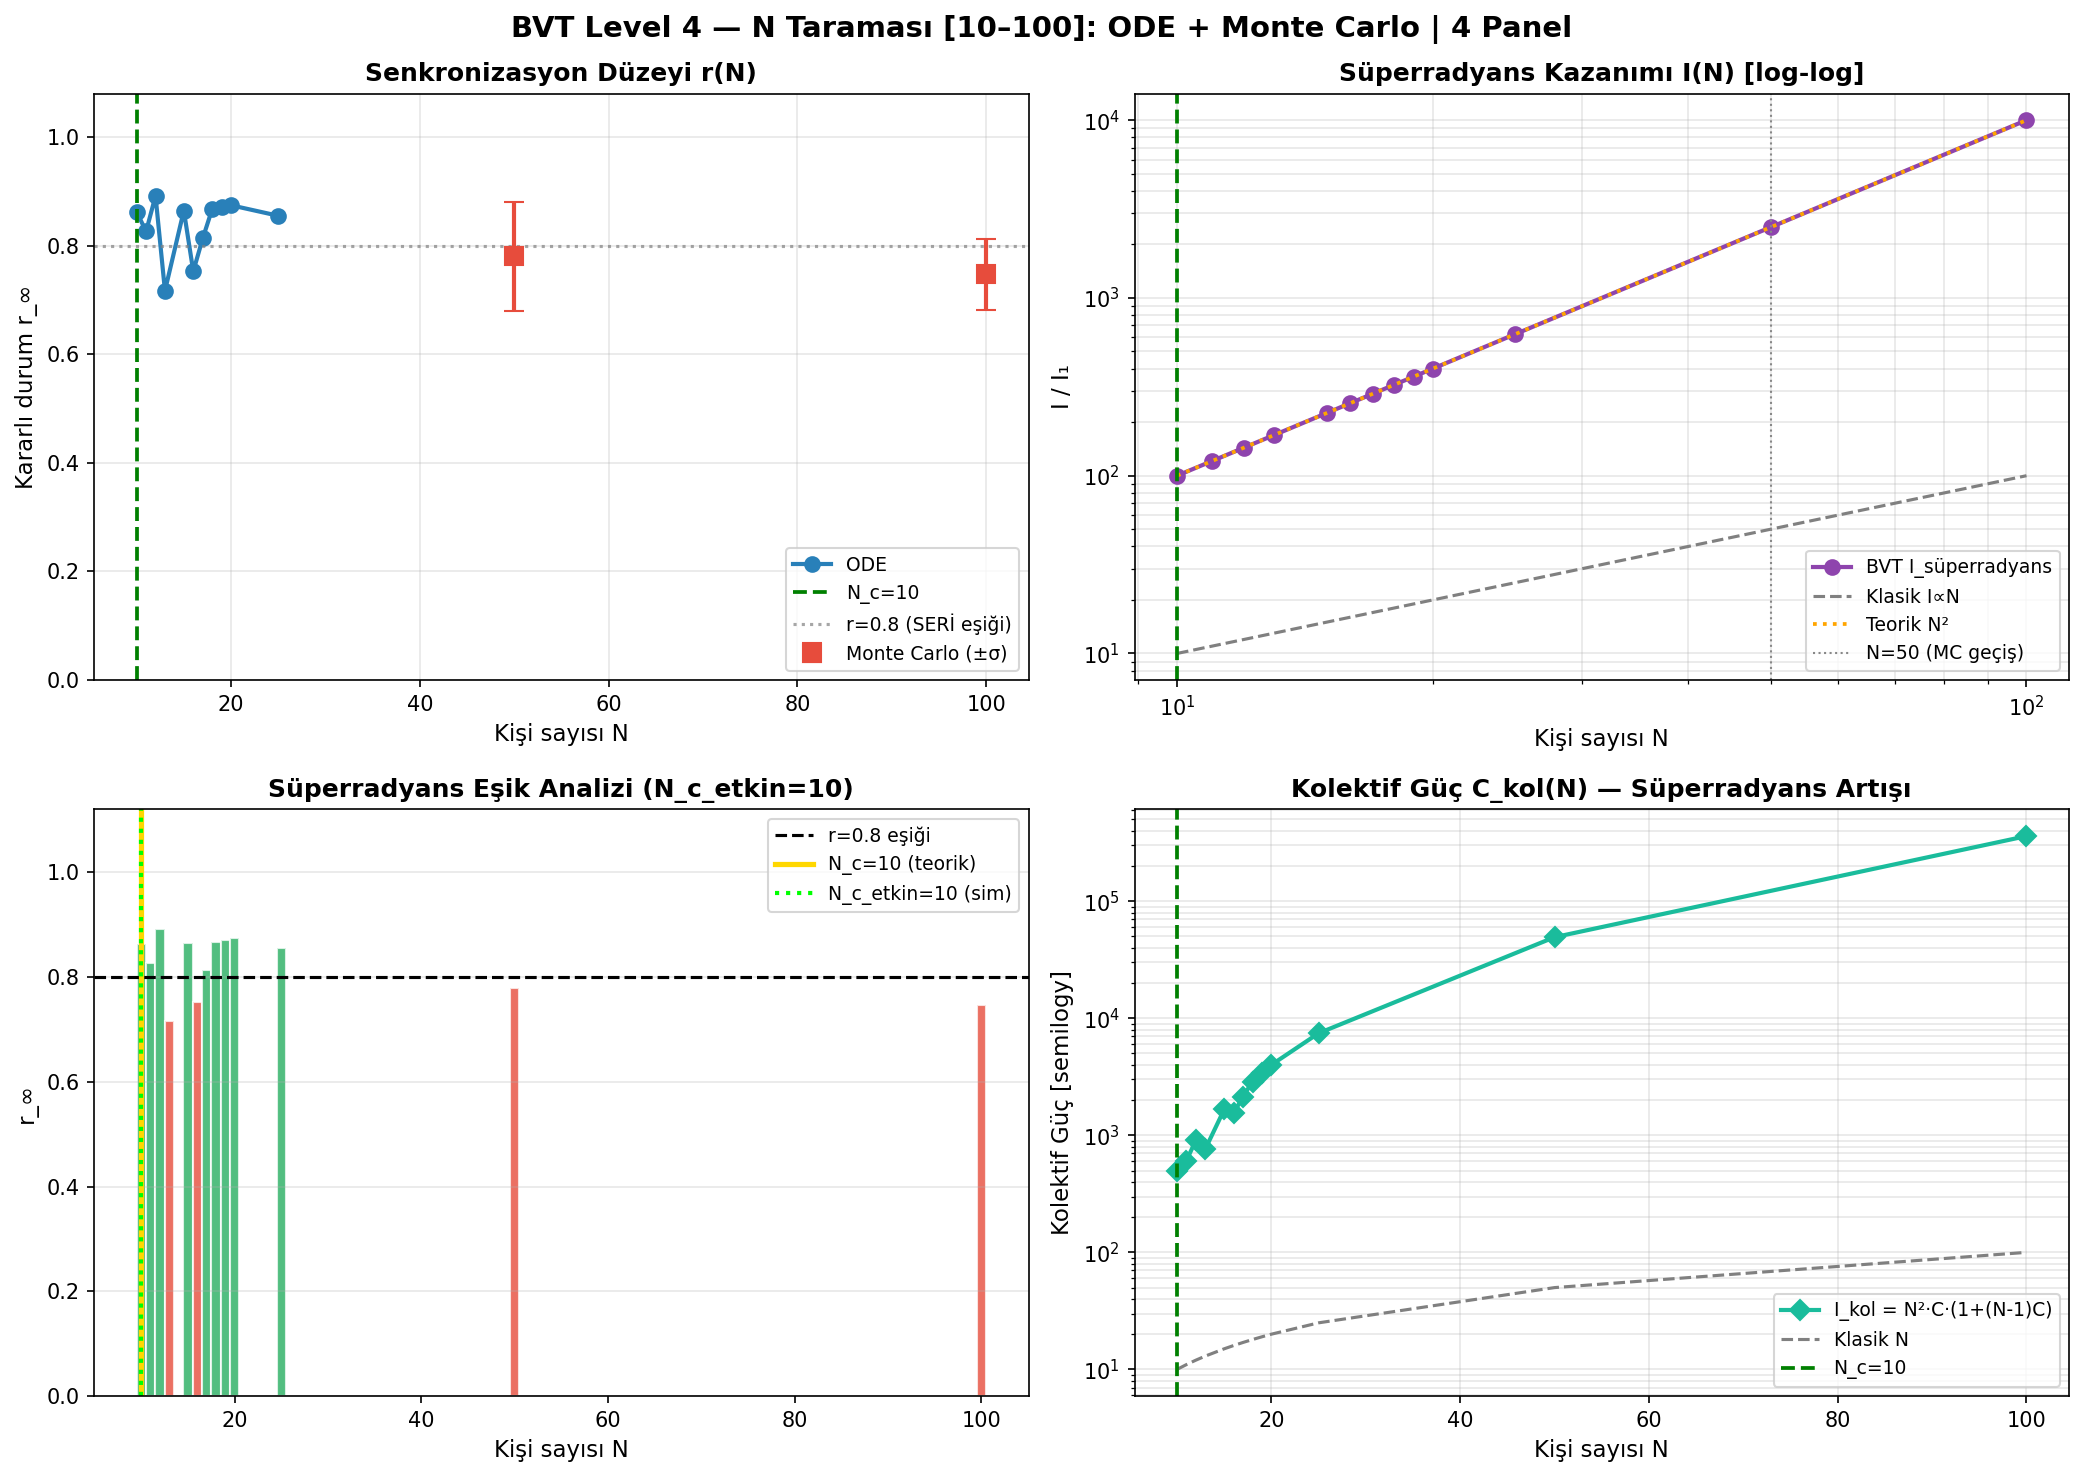 BVT Level 4 — N Taraması [10–100]: ODE + Monte Carlo | 4 Panel
Senkronizasyon Düzeyi r(N)
Kararlı durum r_∞
1.0
0.8
0.6
0.4
0.2
0.0
20
40
60
80
100
Kişi sayısı N
ODE
N_c=10
r=0.8 (SERİ eşiği)
Monte Carlo (±σ)
Süperradyans Kazanımı I(N) [log-log]
I / I₁
10⁴
10³
10²
10¹
10¹
10²
Kişi sayısı N
BVT I_süperradyans
Klasik I∝N
Teorik N²
N=50 (MC geçiş)
Süperradyans Eşik Analizi (N_c_etkin=10)
r_∞
1.0
0.8
0.6
0.4
0.2
0.0
20
40
60
80
100
Kişi sayısı N
r=0.8 eşiği
N_c=10 (teorik)
N_c_etkin=10 (sim)
Kolektif Güç C_kol(N) — Süperradyans Artışı
Kolektif Güç [semilogy]
10⁵
10⁴
10³
10²
10¹
20
40
60
80
100
Kişi sayısı N
I_kol = N²·C·(1+(N-1)C)
Klasik N
N_c=10